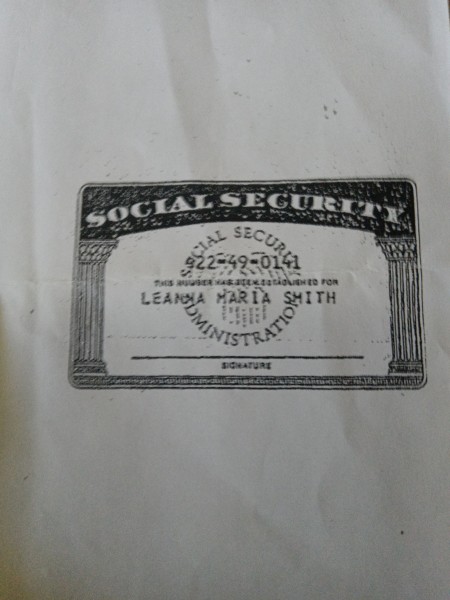 SOCIAL SECURITY
SOCIAL SECURITY
THIS NUMBER HAS BEEN ESTABLISHED FOR
LEANNA MARIA SMITH
ADMINISTRATION
SIGNATURE